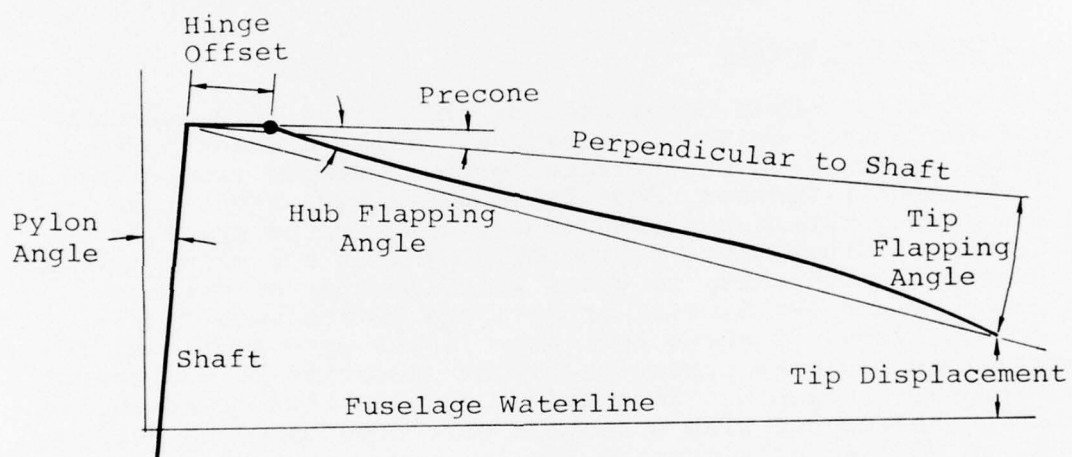 Hinge
Offset
Precone
Perpendicular to Shaft
Hub Flapping
Angle
Tip
Flapping
Angle
Pylon
Angle
Shaft
Tip Displacement
Fuselage Waterline